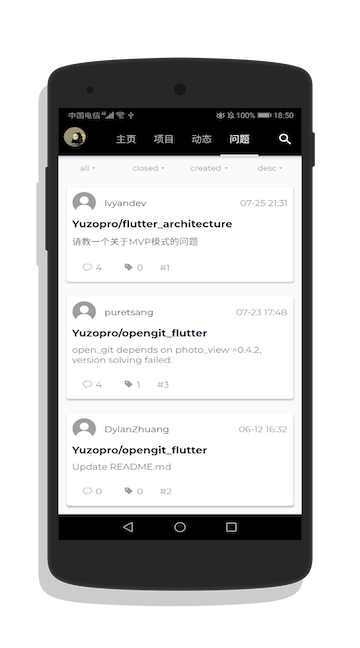 中国电信 100% 18:50
主页 项目 动态 问题
all closed created desc
lvyandev 07-25 21:31
Yuzopro/flutter_architecture
请教一个关于MVP模式的问题
4 0 #1
puretsang 07-23 17:48
Yuzopro/opengit_flutter
open_git depends on photo_view ^0.4.2,
version solving failed.
4 1 #3
DylanZhuang 06-12 16:32
Yuzopro/opengit_flutter
Update README.md
0 0 #2